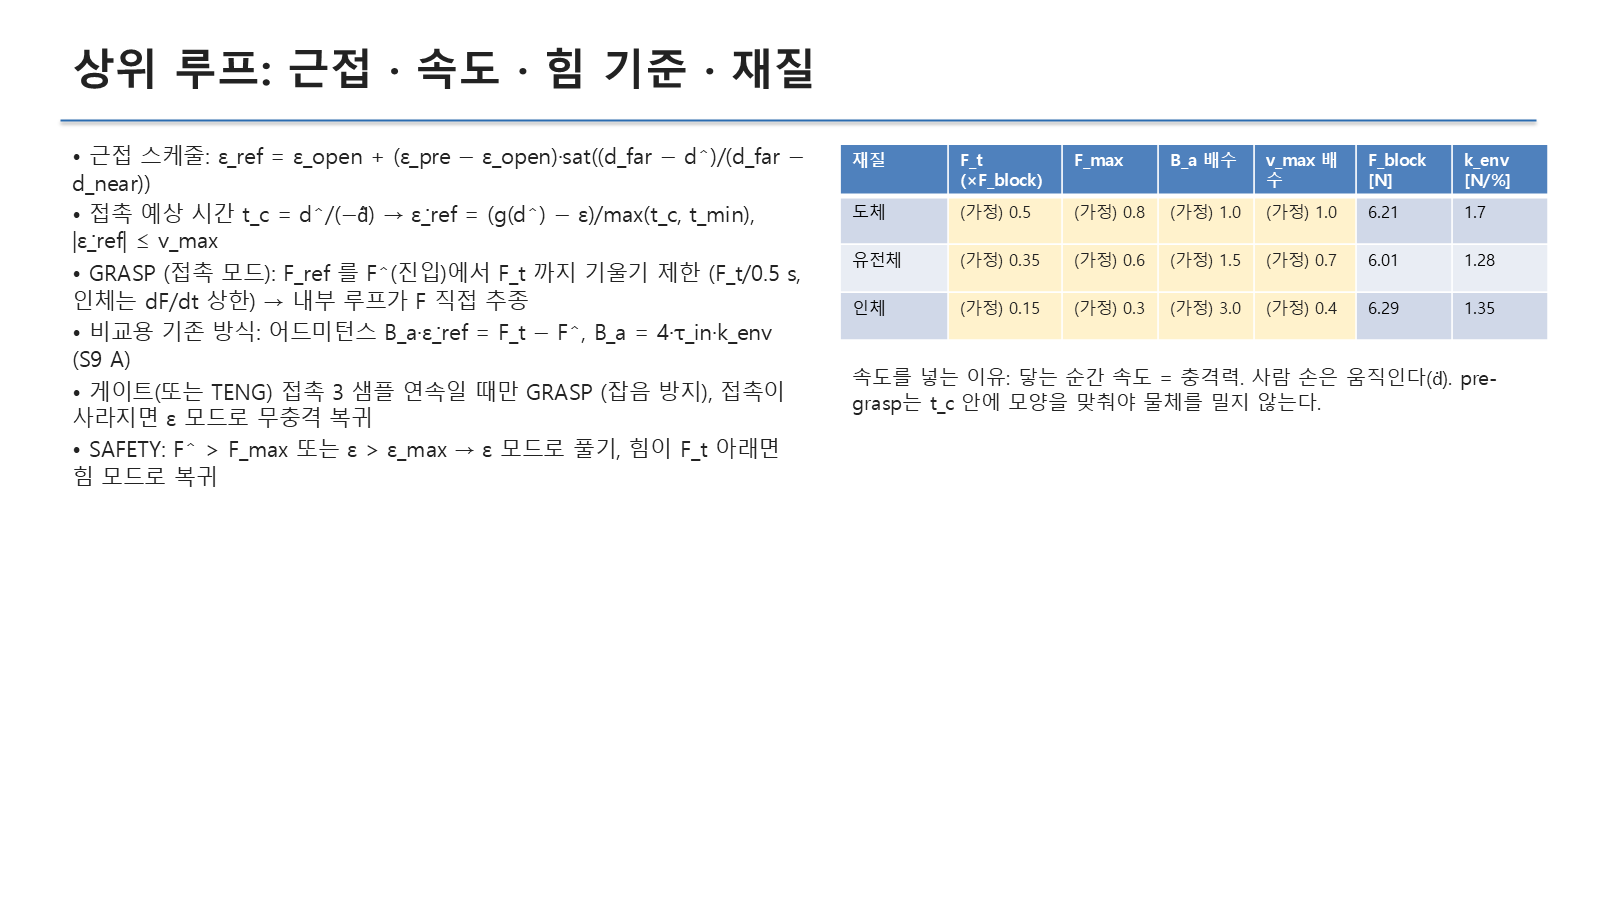 상위 루프: 근접 · 속도 · 힘 기준 · 재질
• 근접 스케줄: ε_ref = ε_open + (ε_pre − ε_open)·sat((d_far − d^)/(d_far −
d_near))
• 접촉 예상 시간 t_c = d^/(−ḋ^) → ε̇_ref = (g(d^) − ε)/max(t_c, t_min),
|ε̇_ref| ≤ v_max
• GRASP (접촉 모드): F_ref 를 F^(진입)에서 F_t 까지 기울기 제한 (F_t/0.5 s,
인체는 dF/dt 상한) → 내부 루프가 F 직접 추종
• 비교용 기존 방식: 어드미턴스 B_a·ε̇_ref = F_t − F^, B_a = 4·τ_in·k_env
(S9 A)
• 게이트(또는 TENG) 접촉 3 샘플 연속일 때만 GRASP (잡음 방지), 접촉이
사라지면 ε 모드로 무충격 복귀
• SAFETY: F^ > F_max 또는 ε > ε_max → ε 모드로 풀기, 힘이 F_t 아래면
힘 모드로 복귀
재질 F_t (×F_block) F_max B_a 배수 v_max 배수 F_block [N] k_env [N/%]
도체 (가정) 0.5 (가정) 0.8 (가정) 1.0 (가정) 1.0 6.21 1.7
유전체 (가정) 0.35 (가정) 0.6 (가정) 1.5 (가정) 0.7 6.01 1.28
인체 (가정) 0.15 (가정) 0.3 (가정) 3.0 (가정) 0.4 6.29 1.35
속도를 넣는 이유: 닿는 순간 속도 = 충격력. 사람 손은 움직인다(ḋ). pre-
grasp는 t_c 안에 모양을 맞춰야 물체를 밀지 않는다.